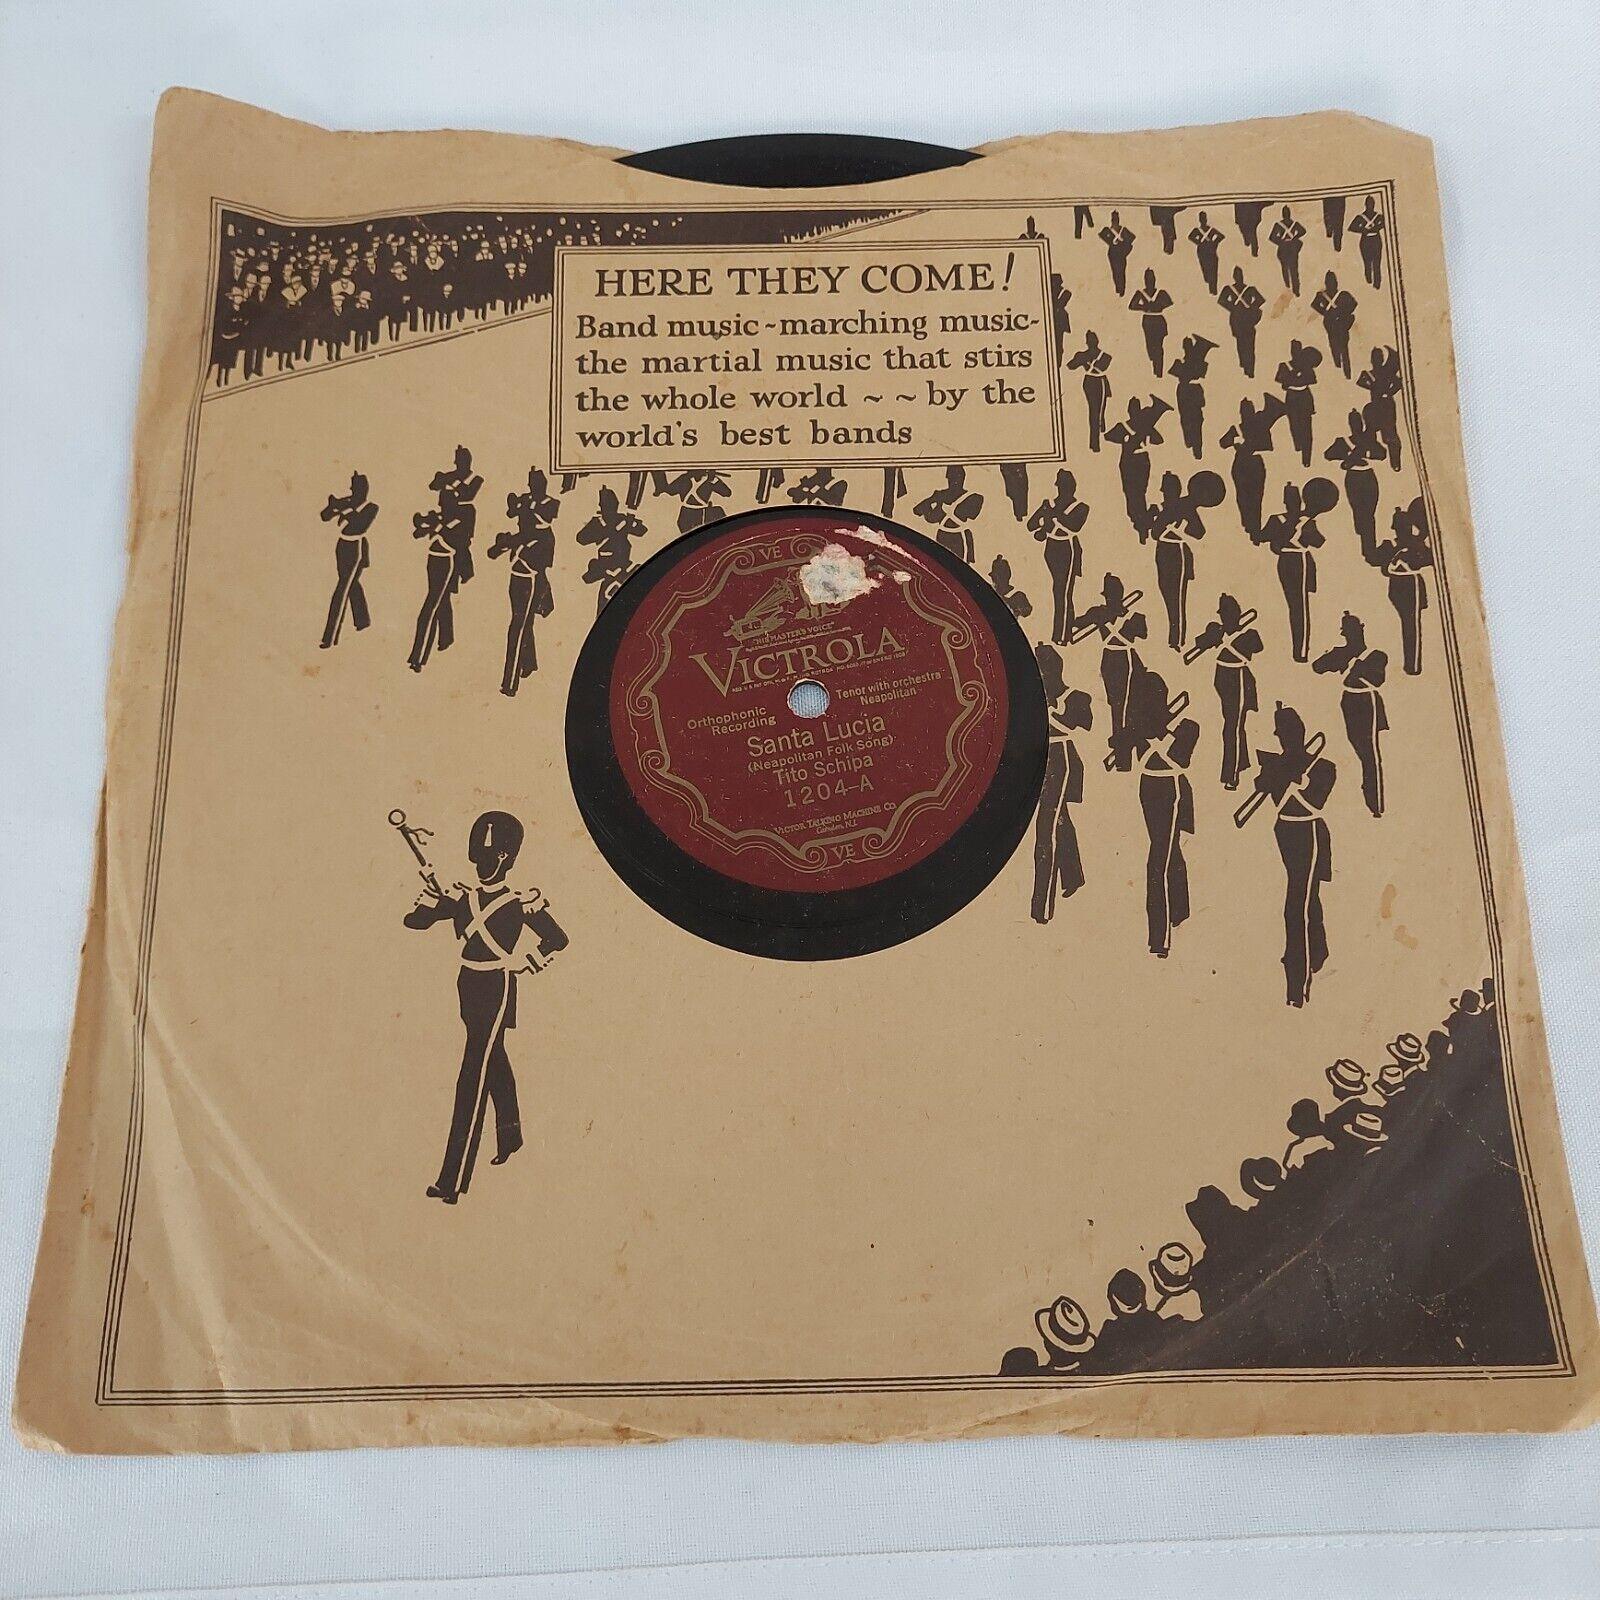 HERE THEY COME!
Band music ~ marching music-
the martial music that stirs
the whole world ~ ~ by the
world's best bands
VE
"HIS MASTER'S VOICE"
VICTROLA
Orthophonic
Recording
Tenor with orchestra
Neapolitan
Santa Lucia
(Neapolitan Folk Song)
Tito Schipa
1204-A
VICTOR TALKING MACHINE CO.
Camden, N.J.
VE